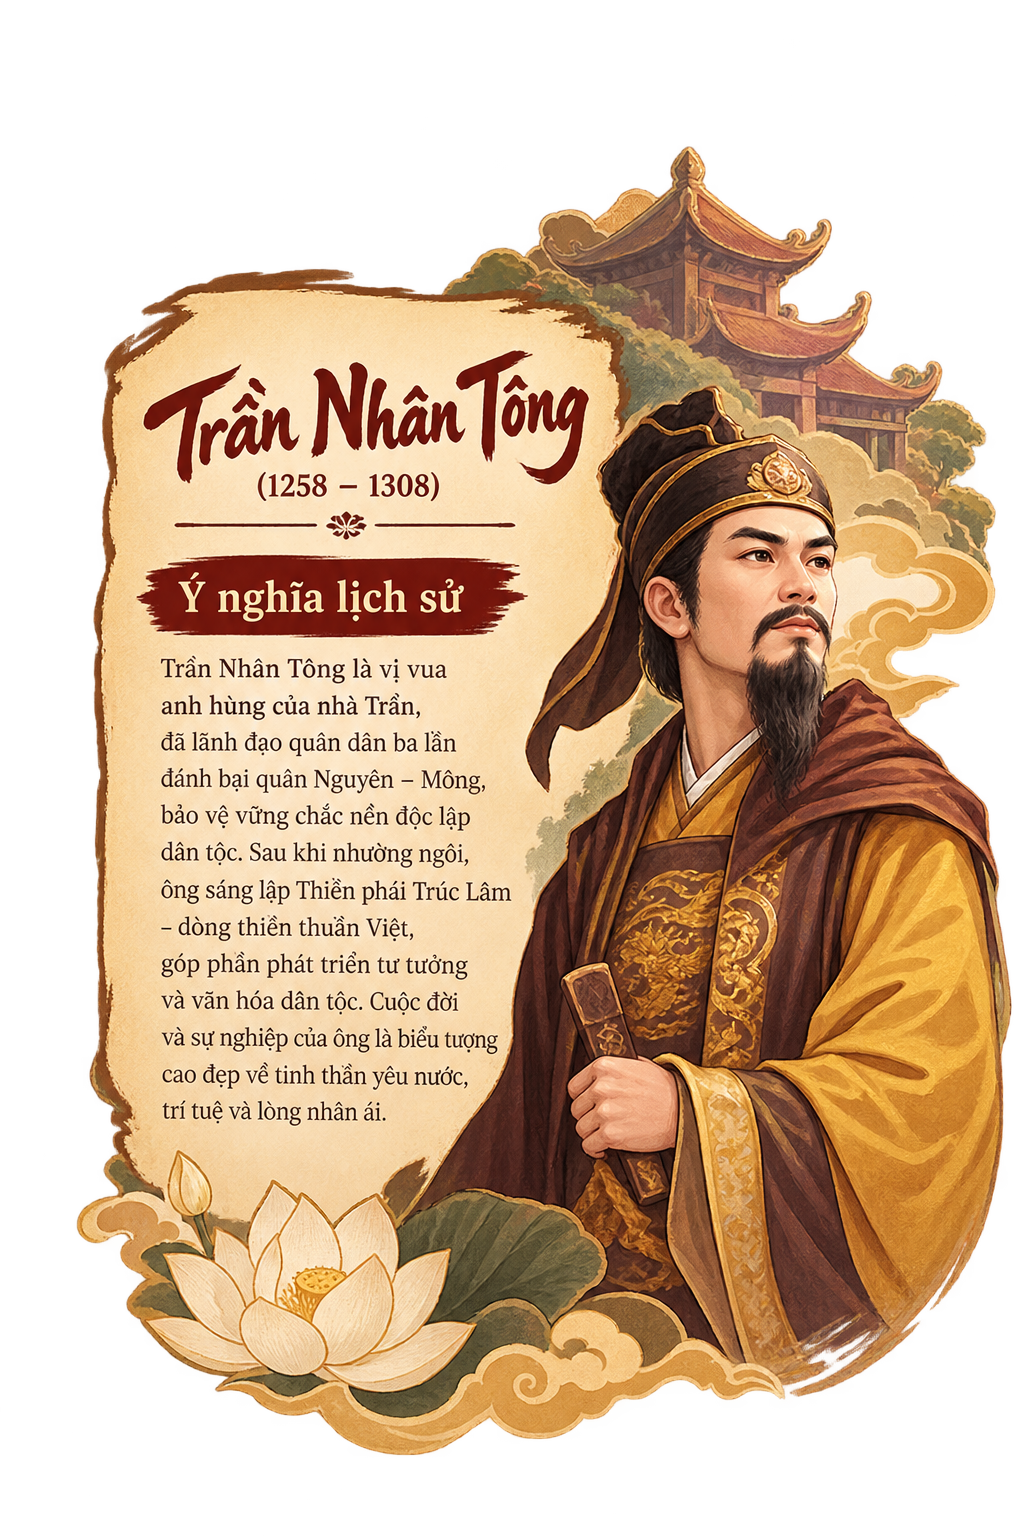 Trần Nhân Tông
(1258 – 1308)
Ý nghĩa lịch sử
Trần Nhân Tông là vị vua
anh hùng của nhà Trần,
đã lãnh đạo quân dân ba lần
đánh bại quân Nguyên – Mông,
bảo vệ vững chắc nền độc lập
dân tộc. Sau khi nhường ngôi,
ông sáng lập Thiền phái Trúc Lâm
– dòng thiền thuần Việt,
góp phần phát triển tư tưởng
và văn hóa dân tộc. Cuộc đời
và sự nghiệp của ông là biểu tượng
cao đẹp về tinh thần yêu nước,
trí tuệ và lòng nhân ái.